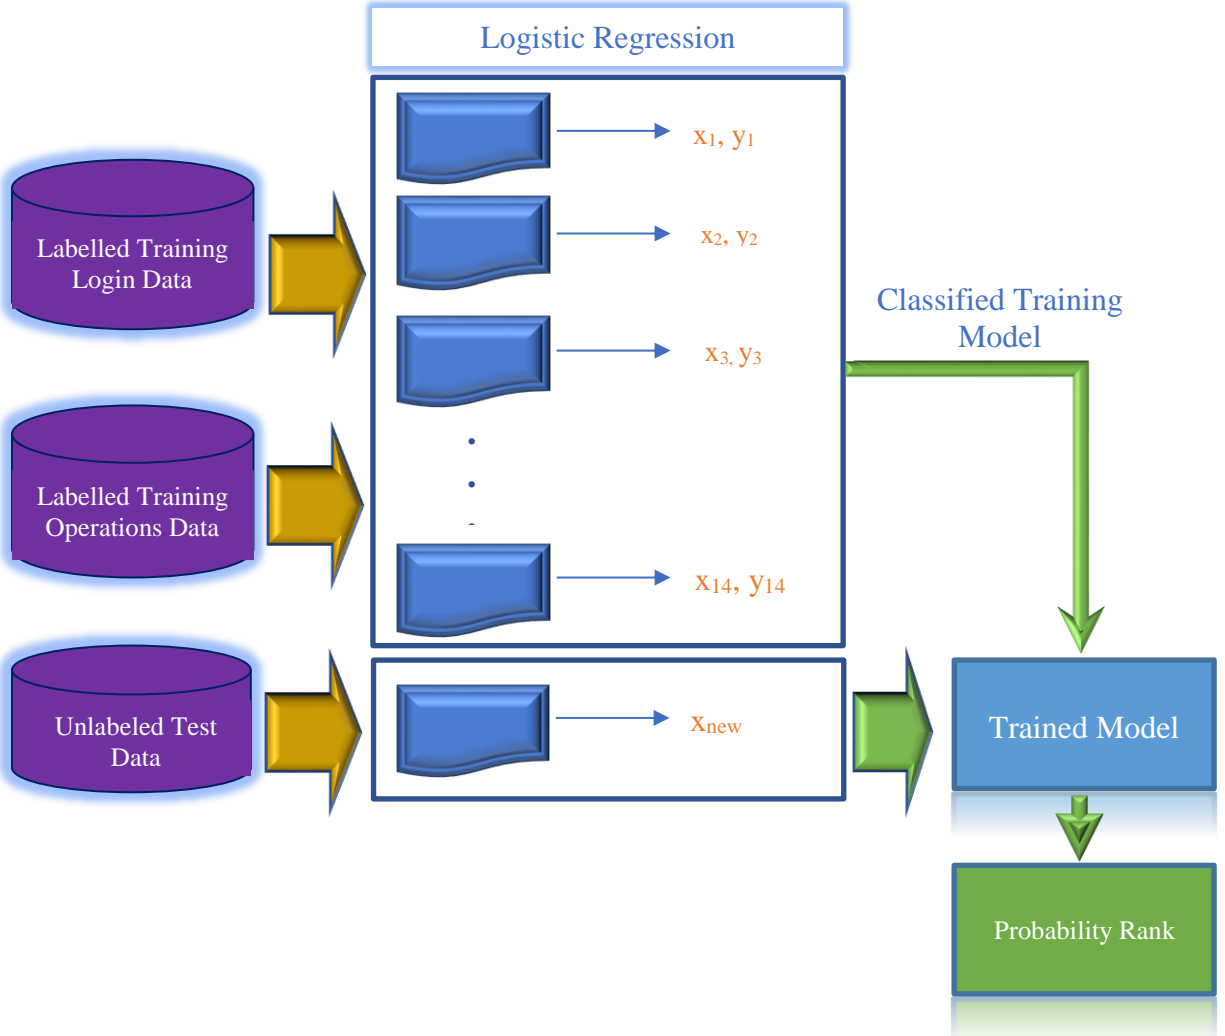 Logistic Regression
x₁, y₁
Labelled Training
Login Data
x₂, y₂
Classified Training
Model
x₃, y₃
Labelled Training
Operations Data
.
.
.
x₁₄, y₁₄
Unlabeled Test
Data
xnew
Trained Model
Probability Rank